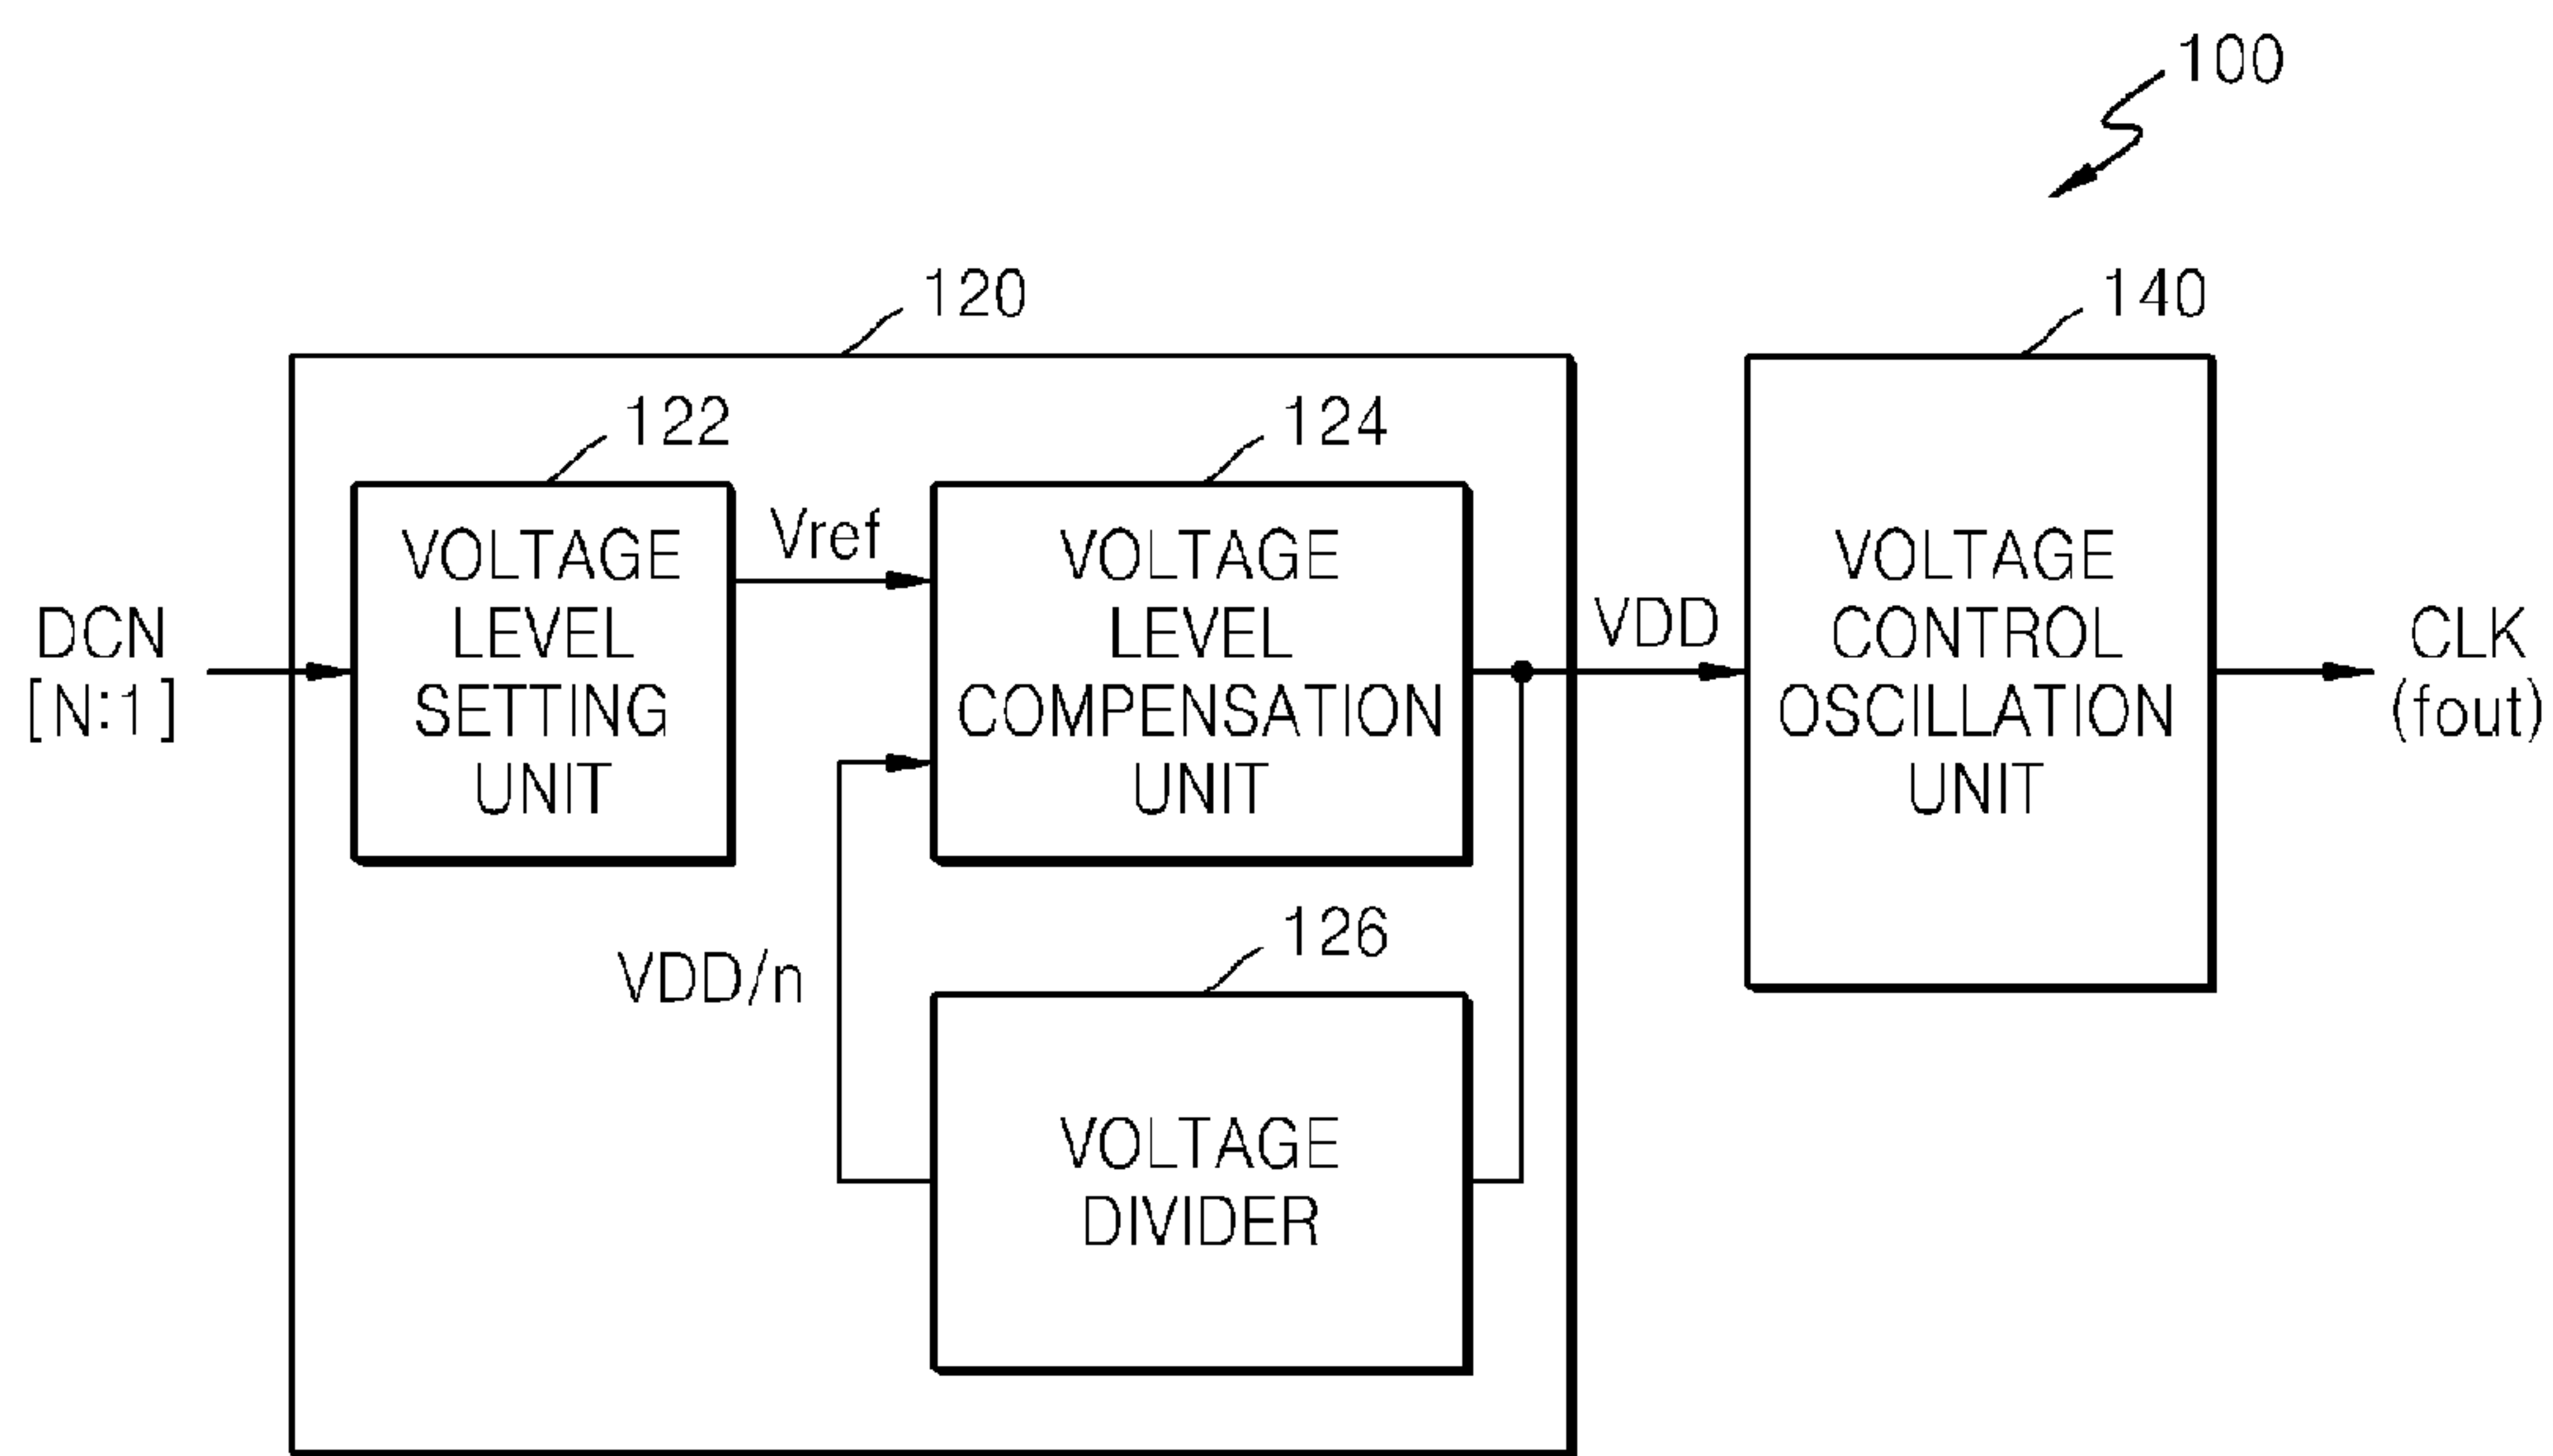 100
120
140
122
124
VOLTAGE
LEVEL
SETTING
UNIT
Vref
VOLTAGE
LEVEL
COMPENSATION
UNIT
VDD
VOLTAGE
CONTROL
OSCILLATION
UNIT
DCN
[N:1]
CLK
(fout)
VDD/n
126
VOLTAGE
DIVIDER